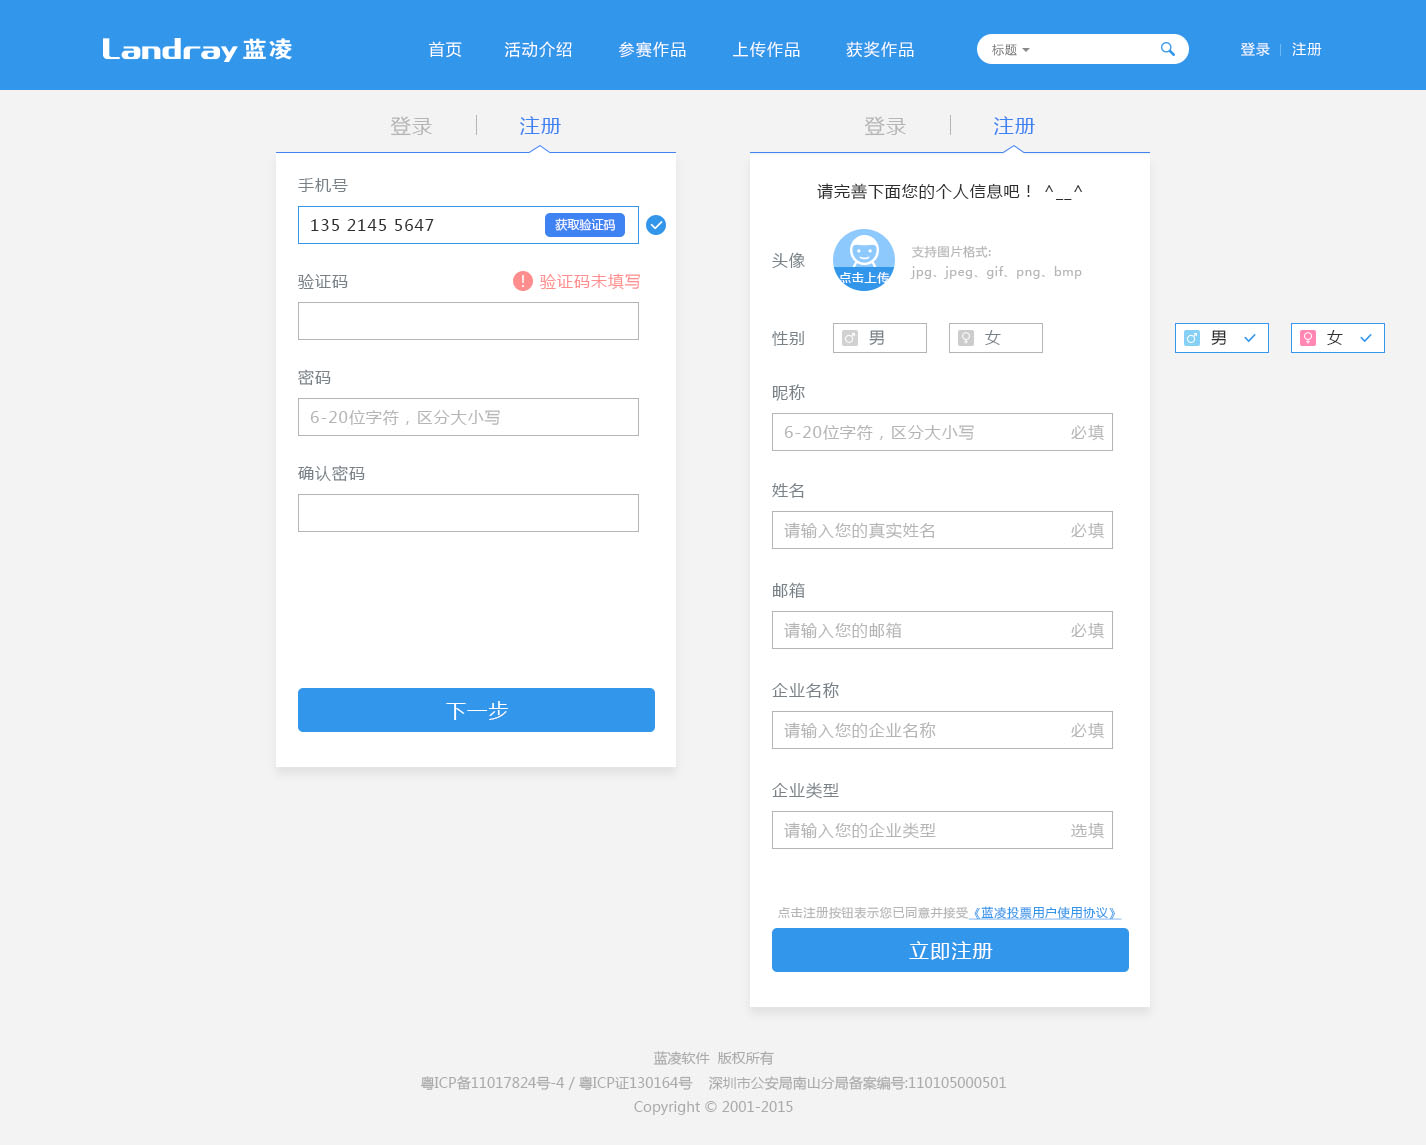 Landray蓝凌
首页 活动介绍 参赛作品 上传作品 获奖作品 标题 登录 注册
登录 注册
手机号
135 2145 5647 获取验证码
验证码 验证码未填写
密码
6-20位字符，区分大小写
确认密码
下一步
登录 注册
请完善下面您的个人信息吧！ ^__^
头像 点击上传
支持图片格式:
jpg、jpeg、gif、png、bmp
性别 男 女 男 女
昵称
6-20位字符，区分大小写 必填
姓名
请输入您的真实姓名 必填
邮箱
请输入您的邮箱 必填
企业名称
请输入您的企业名称 必填
企业类型
请输入您的企业类型 选填
点击注册按钮表示您已同意并接受《蓝凌投票用户使用协议》
立即注册
蓝凌软件 版权所有
粤ICP备11017824号-4 / 粤ICP证130164号 深圳市公安局南山分局备案编号:110105000501
Copyright © 2001-2015